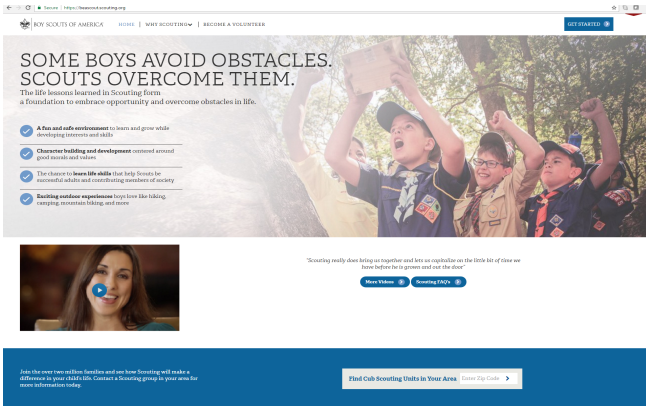 Secure https://beascout.scouting.org
BOY SCOUTS OF AMERICA
HOME | WHY SCOUTING | BECOME A VOLUNTEER
GET STARTED
SOME BOYS AVOID OBSTACLES.
SCOUTS OVERCOME THEM.
The life lessons learned in Scouting form
a foundation to embrace opportunity and overcome obstacles in life.
A fun and safe environment to learn and grow while
developing interests and skills
Character building and development centered around
good morals and values
The chance to learn life skills that help Scouts be
successful adults and contributing members of society
Exciting outdoor experiences boys love like hiking,
camping, mountain biking, and more
"Scouting really does bring us together and lets us capitalize on the little bit of time we
have before he is grown and out the door."
More Videos
Scouting FAQ's
Join the over two million families and see how Scouting will make a
difference in your child's life. Contact a Scouting group in your area for
more information today.
Find Cub Scouting Units in Your Area
Enter Zip Code